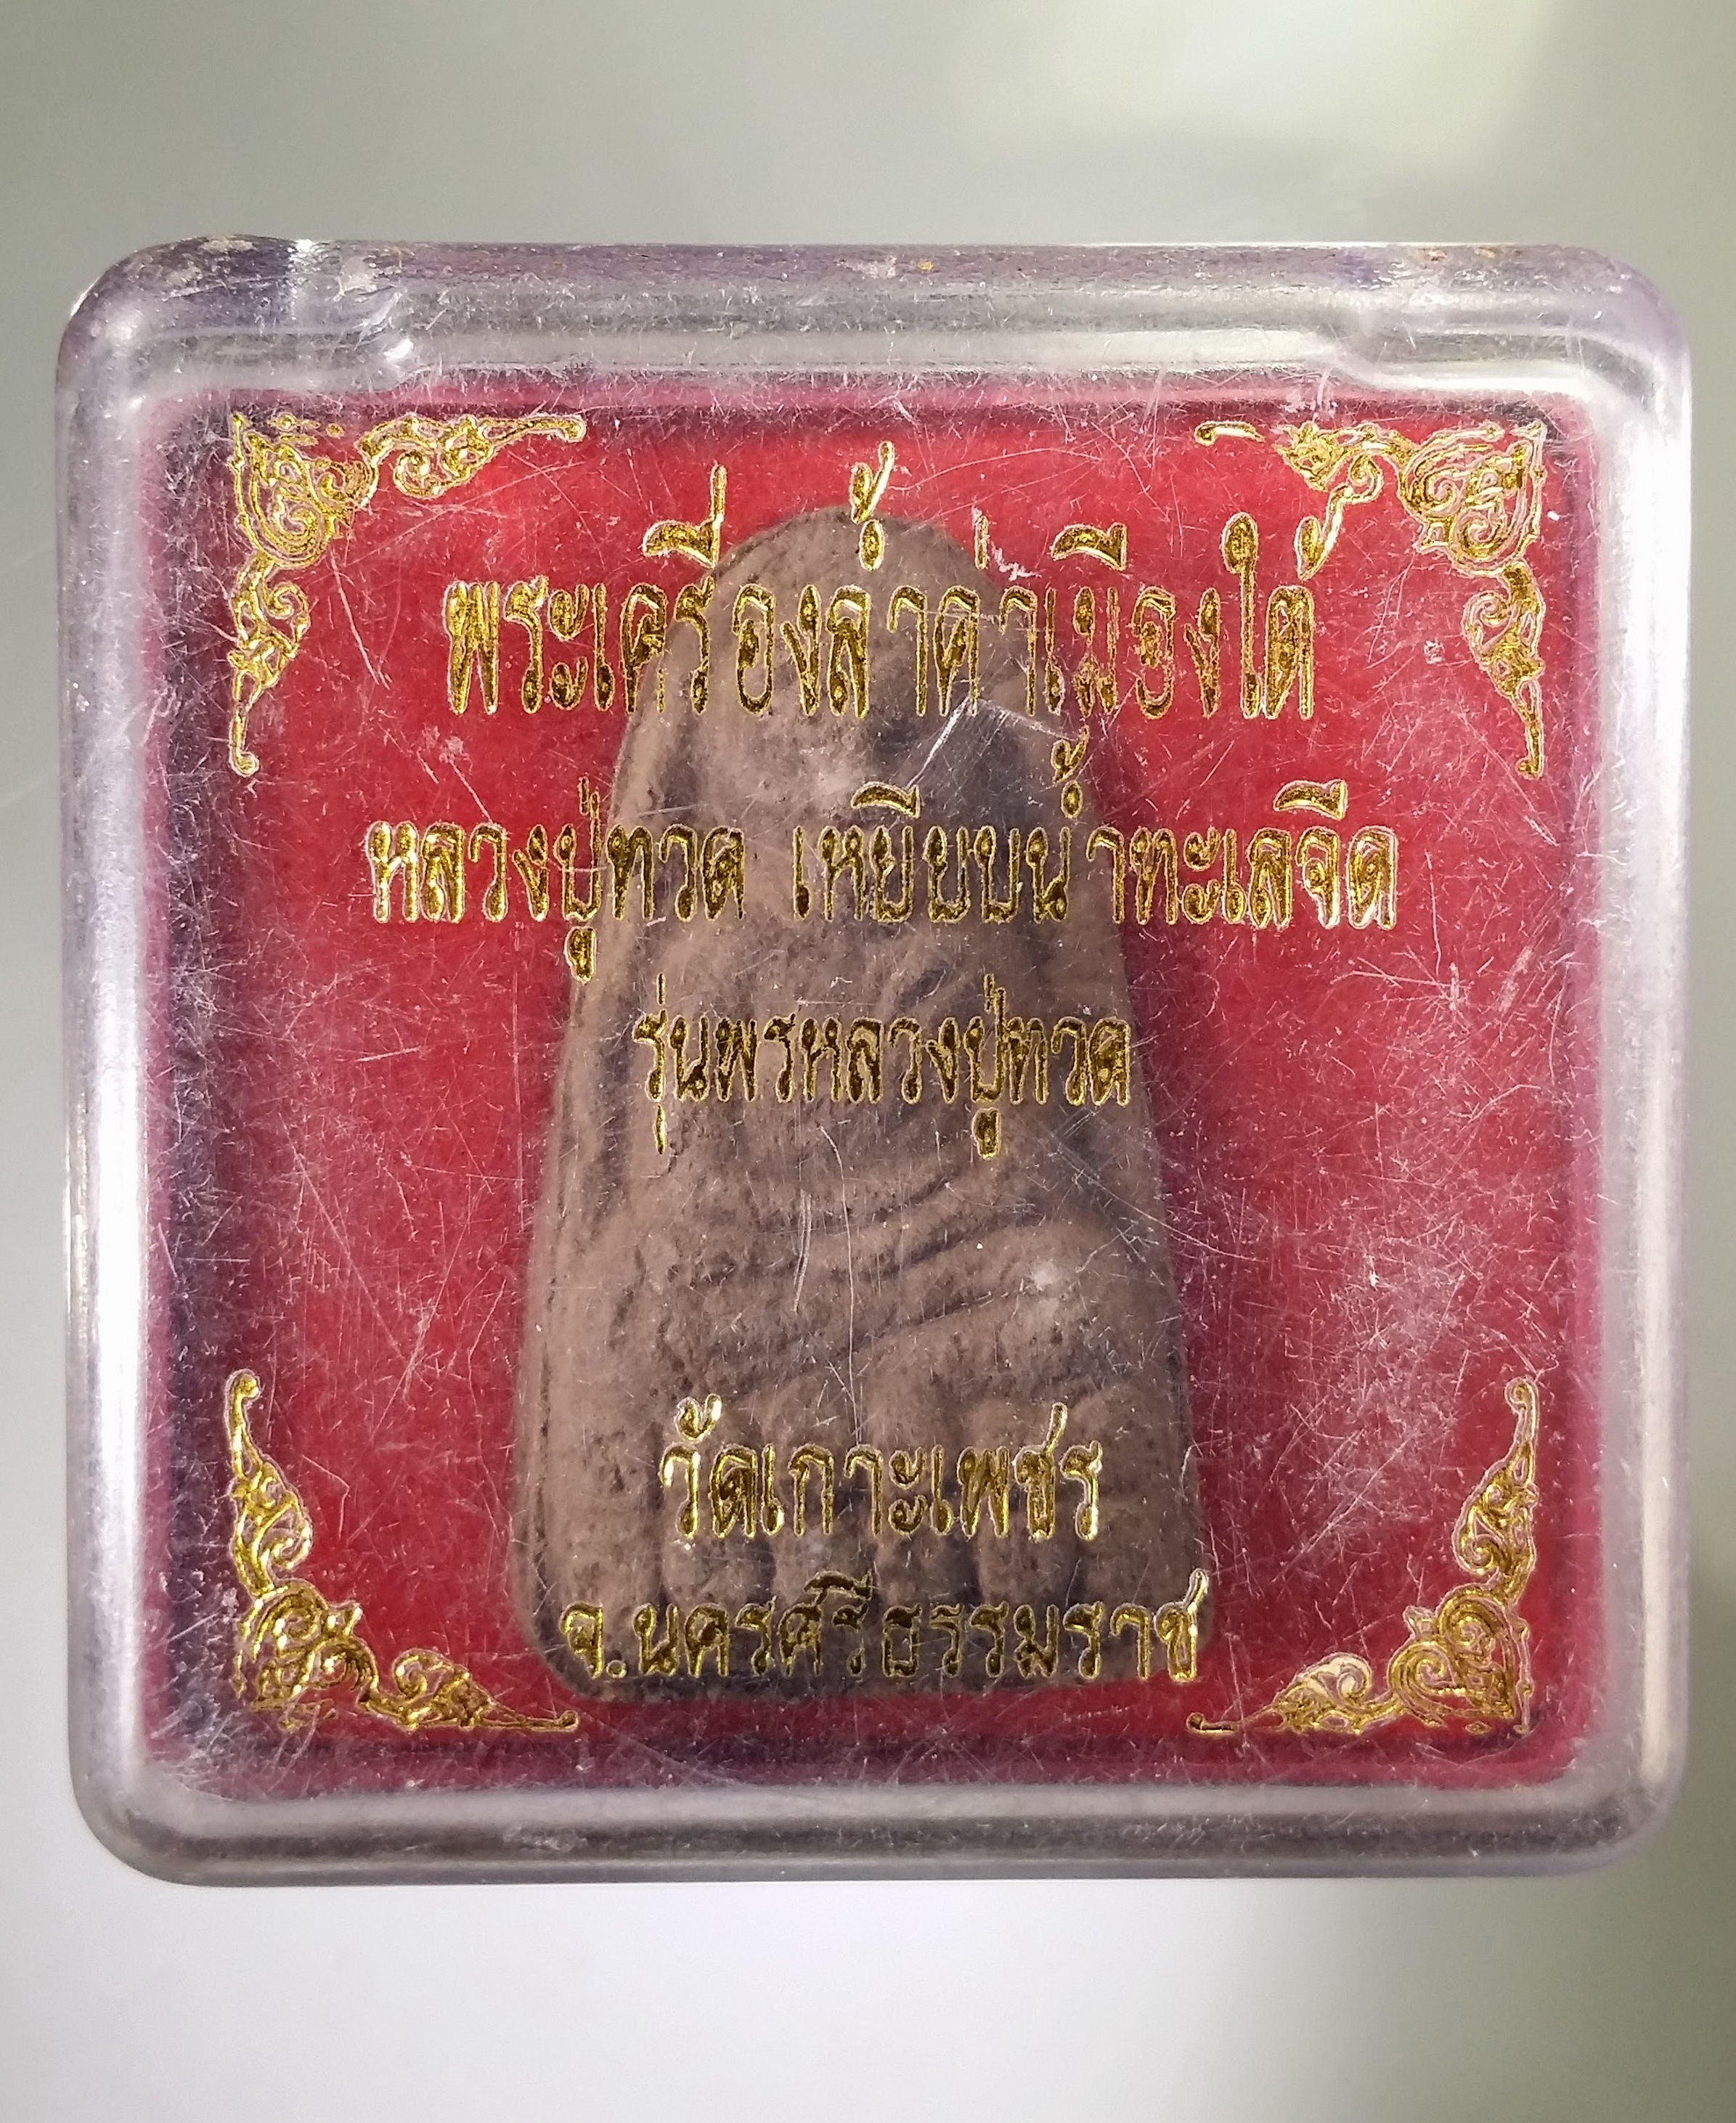 พระเครื่องล้ำค่าเมืองใต้
หลวงปู่ทวด เหยียบน้ำทะเลจืด
รุ่นพรหลวงปู่ทวด
วัดเกาะเพชร
จ.นครศรีธรรมราช